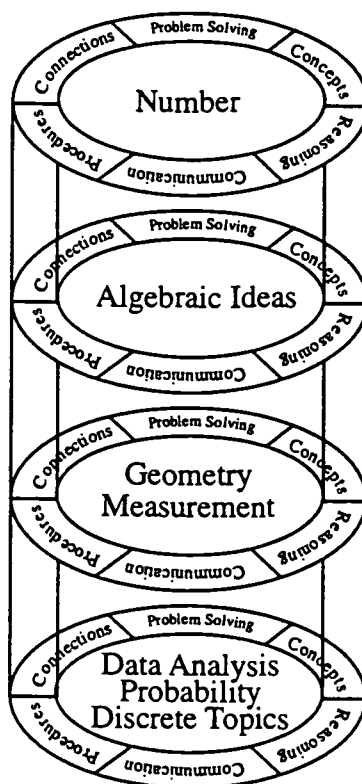 Problem Solving
Connections
Concepts
Number
Procedures
Reasoning
Communication
Problem Solving
Connections
Concepts
Algebraic Ideas
Procedures
Reasoning
Communication
Problem Solving
Connections
Concepts
Geometry
Measurement
Procedures
Reasoning
Communication
Problem Solving
Connections
Concepts
Data Analysis
Probability
Discrete Topics
Procedures
Reasoning
Communication